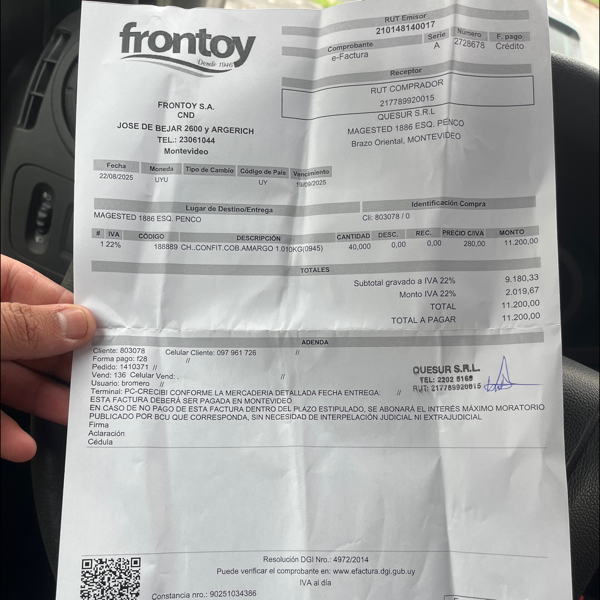 frontoy
Desde 1946
RUT Emisor
210148140017
Comprobante Serie Número F. pago
e-Factura A 2728678 Crédito
Receptor
RUT COMPRADOR
217789920015
QUESUR S.R.L
MAGESTED 1886 ESQ. PENCO
Brazo Oriental, MONTEVIDEO
FRONTOY S.A.
CND
JOSE DE BEJAR 2600 y ARGERICH
TEL.: 23061044
Montevideo
Fecha Moneda Tipo de Cambio Código de País Vencimiento
22/08/2025 UYU UY
Lugar de Destino/Entrega Identificación Compra
MAGESTED 1886 ESQ. PENCO Cli: 803078 / 0
# IVA CÓDIGO DESCRIPCIÓN CANTIDAD DESC. REC. PRECIO C/IVA MONTO
1 22% 188889 CH..CONFIT.COB.AMARGO 1.010KG(0945) 40,000 0,00 0,00 280,00 11.200,00
TOTALES
Subtotal gravado a IVA 22% 9.180,33
Monto IVA 22% 2.019,67
TOTAL 11.200,00
TOTAL A PAGAR 11.200,00
ADENDA
Cliente: 803078 Celular Cliente: 097 961 726 //
Forma pago: f28 //
Pedido: 1410371 //
Vend: 136 Celular Vend: . //
Usuario: bromero //
Terminal: PC-CRECIBI CONFORME LA MERCADERIA DETALLADA FECHA ENTREGA: //
ESTA FACTURA DEBERÁ SER PAGADA EN MONTEVIDEO
EN CASO DE NO PAGO DE ESTA FACTURA DENTRO DEL PLAZO ESTIPULADO, SE ABONARÁ EL INTERÉS MÁXIMO MORATORIO
PUBLICADO POR BCU QUE CORRESPONDA, SIN NECESIDAD DE INTERPELACIÓN JUDICIAL NI EXTRAJUDICIAL
Firma
Aclaración
Cédula
QUESUR S.R.L.
TEL: 2202 5165
RUT: 217789920015
Resolución DGI Nro.: 4972/2014
Puede verificar el comprobante en: www.efactura.dgi.gub.uy
IVA al día
Constancia nro.: 90251034386